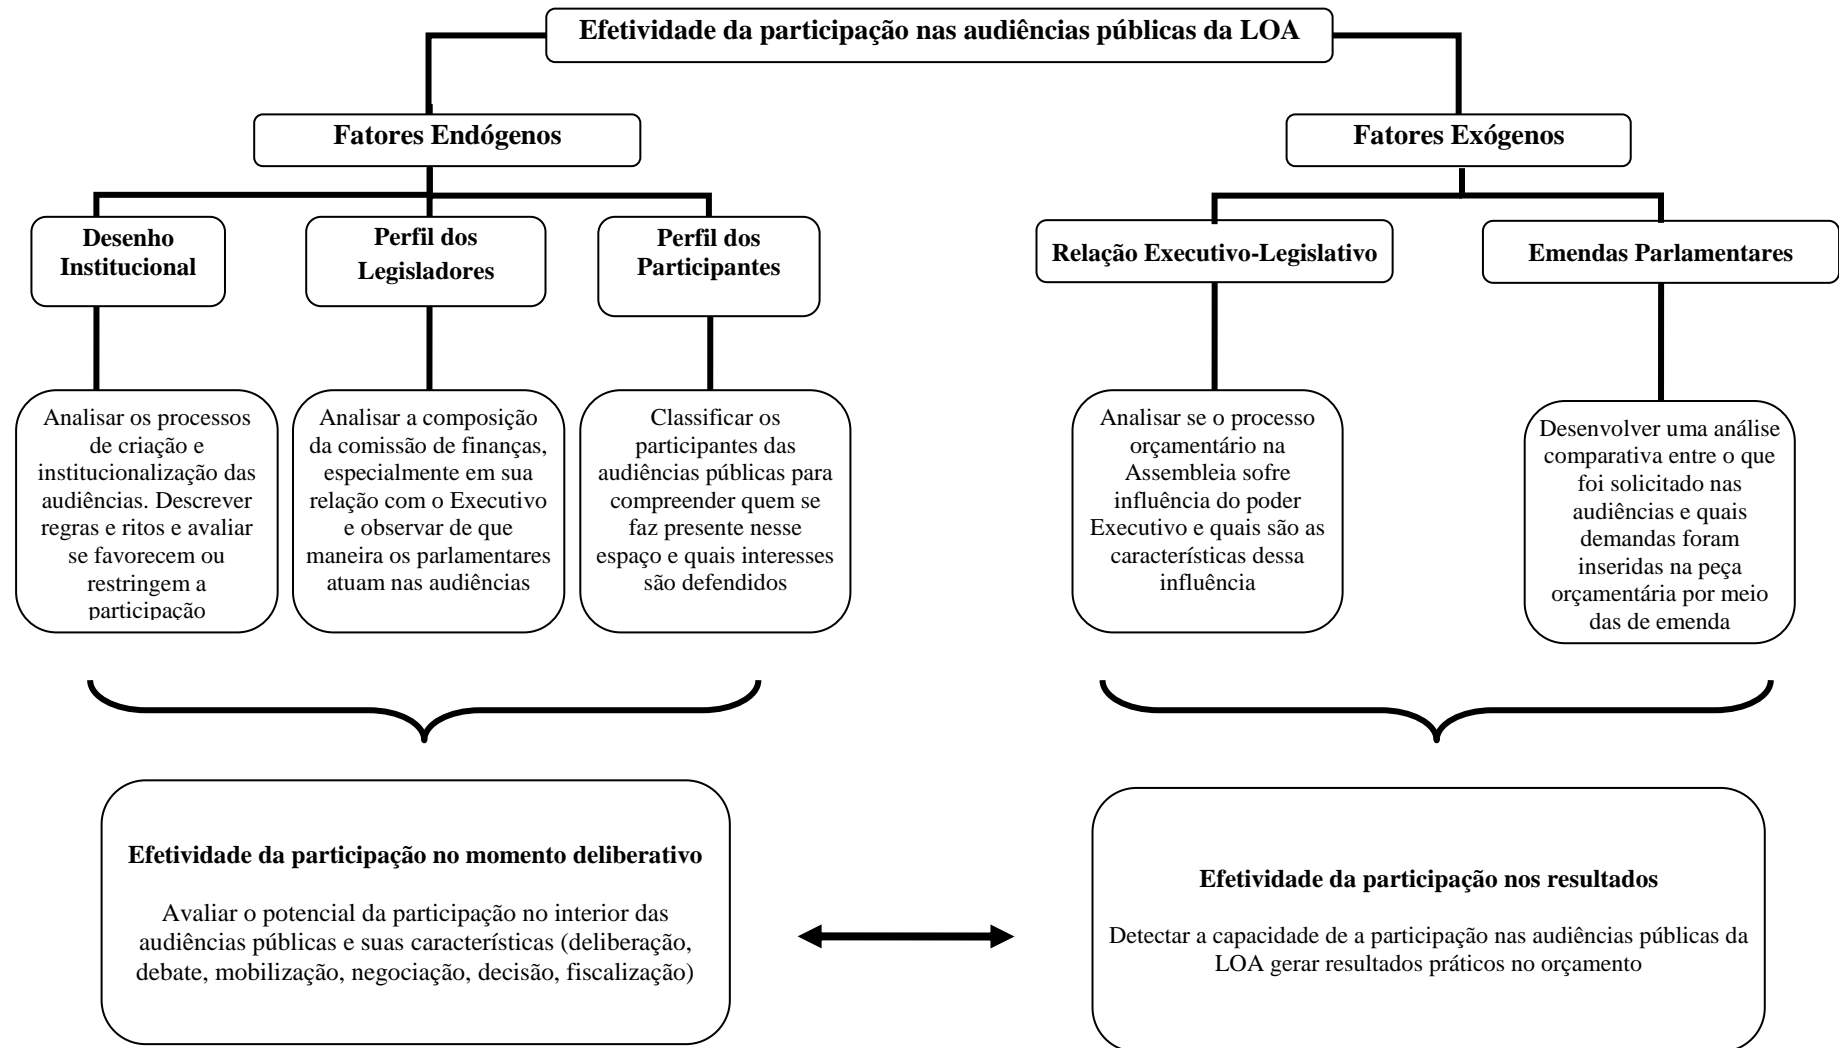 Efetividade da participação nas audiências públicas da LOA
Fatores Endógenos
Fatores Exógenos
Desenho
Institucional
Perfil dos
Legisladores
Perfil dos
Participantes
Relação Executivo-Legislativo
Emendas Parlamentares
Analisar os processos
de criação e
institucionalização das
audiências. Descrever
regras e ritos e avaliar
se favorecem ou
restringem a
participação
Analisar a composição
da comissão de finanças,
especialmente em sua
relação com o Executivo
e observar de que
maneira os parlamentares
atuam nas audiências
Classificar os
participantes das
audiências públicas para
compreender quem se
faz presente nesse
espaço e quais interesses
são defendidos
Analisar se o processo
orçamentário na
Assembleia sofre
influência do poder
Executivo e quais são as
características dessa
influência
Desenvolver uma análise
comparativa entre o que
foi solicitado nas
audiências e quais
demandas foram
inseridas na peça
orçamentária por meio
das de emenda
Efetividade da participação no momento deliberativo
Avaliar o potencial da participação no interior das
audiências públicas e suas características (deliberação,
debate, mobilização, negociação, decisão, fiscalização)
Efetividade da participação nos resultados
Detectar a capacidade de a participação nas audiências públicas da
LOA gerar resultados práticos no orçamento